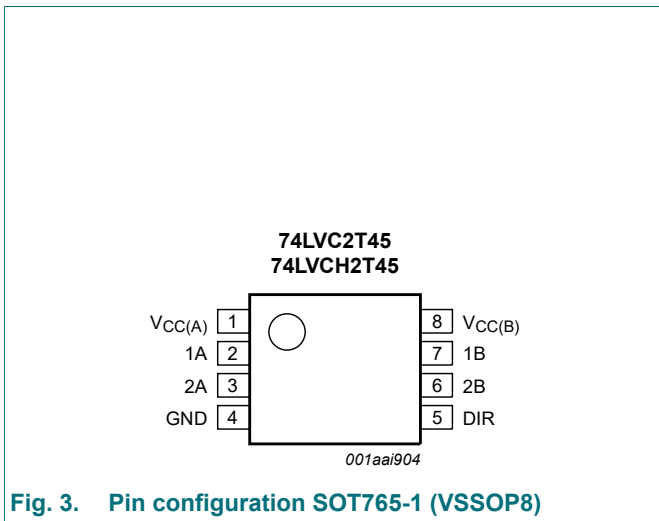 74LVC2T45
74LVCH2T45
VCC(A) 1 8 VCC(B)
1A 2 7 1B
2A 3 6 2B
GND 4 5 DIR
001aai904
Fig. 3. Pin configuration SOT765-1 (VSSOP8)